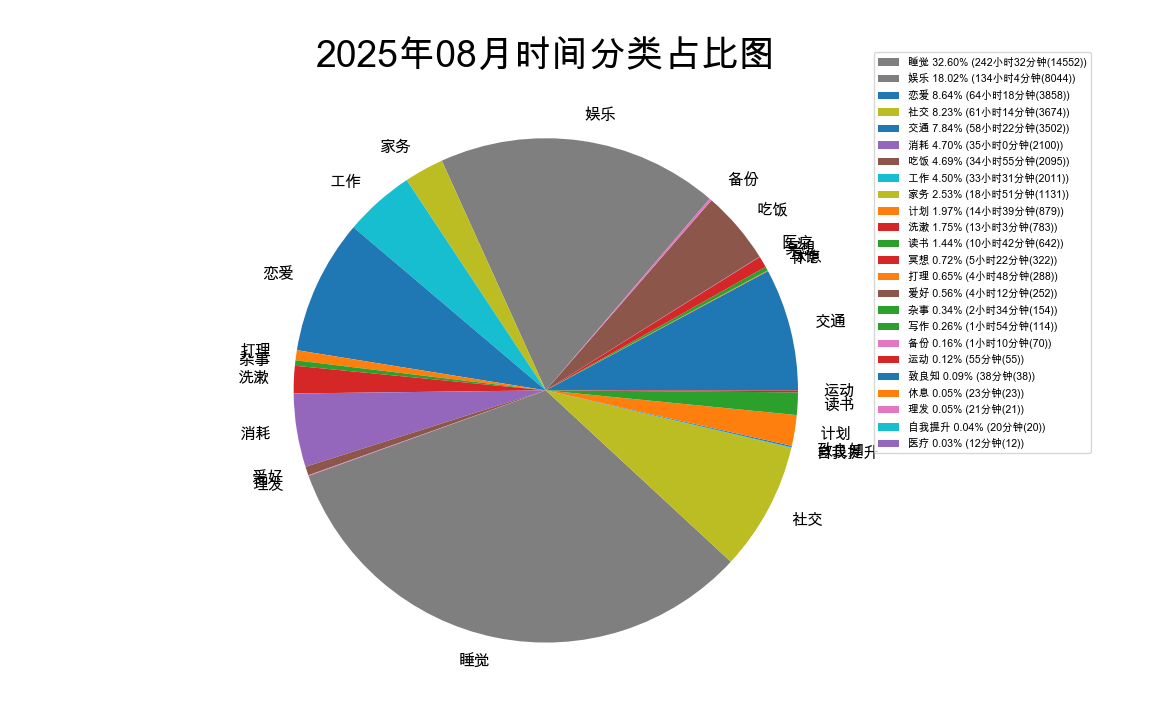 2025年08月时间分类占比图
睡觉 32.60% (242小时32分钟(14552))
娱乐 18.02% (134小时4分钟(8044))
恋爱 8.64% (64小时18分钟(3858))
社交 8.23% (61小时14分钟(3674))
交通 7.84% (58小时22分钟(3502))
消耗 4.70% (35小时0分钟(2100))
吃饭 4.69% (34小时55分钟(2095))
工作 4.50% (33小时31分钟(2011))
家务 2.53% (18小时51分钟(1131))
计划 1.97% (14小时39分钟(879))
洗漱 1.75% (13小时3分钟(783))
读书 1.44% (10小时42分钟(642))
冥想 0.72% (5小时22分钟(322))
打理 0.65% (4小时48分钟(288))
爱好 0.56% (4小时12分钟(252))
杂事 0.34% (2小时34分钟(154))
写作 0.26% (1小时54分钟(114))
备份 0.16% (1小时10分钟(70))
运动 0.12% (55分钟(55))
致良知 0.09% (38分钟(38))
休息 0.05% (23分钟(23))
理发 0.05% (21分钟(21))
自我提升 0.04% (20分钟(20))
医疗 0.03% (12分钟(12))
娱乐
家务
备份
工作
吃饭
医疗
冥想
休息
恋爱
交通
打理
杂事
洗漱
运动
读书
消耗
计划
致良知
自我提升
爱好
理发
社交
睡觉